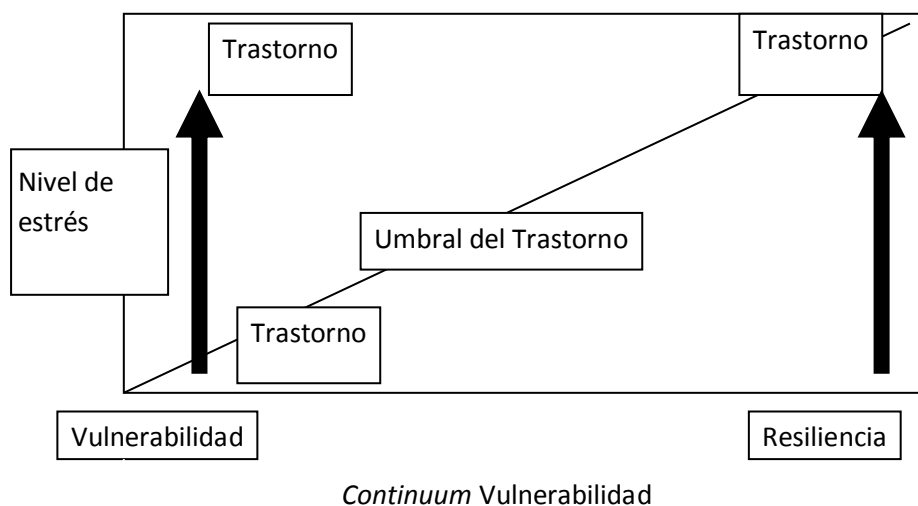 Trastorno
Trastorno
Nivel de
estrés
Umbral del Trastorno
Trastorno
Vulnerabilidad
Resiliencia
Continuum Vulnerabilidad